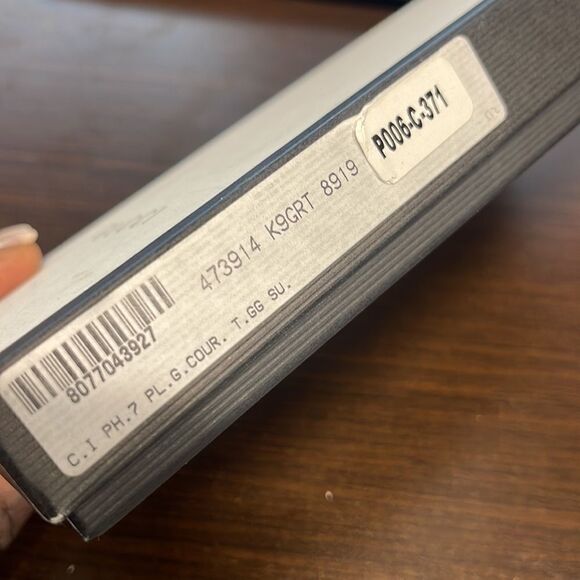 P006-C-371
473914 K9GRT 8919
8077043927
C.I PH.7 PL.G.COUR. T.GG SU.